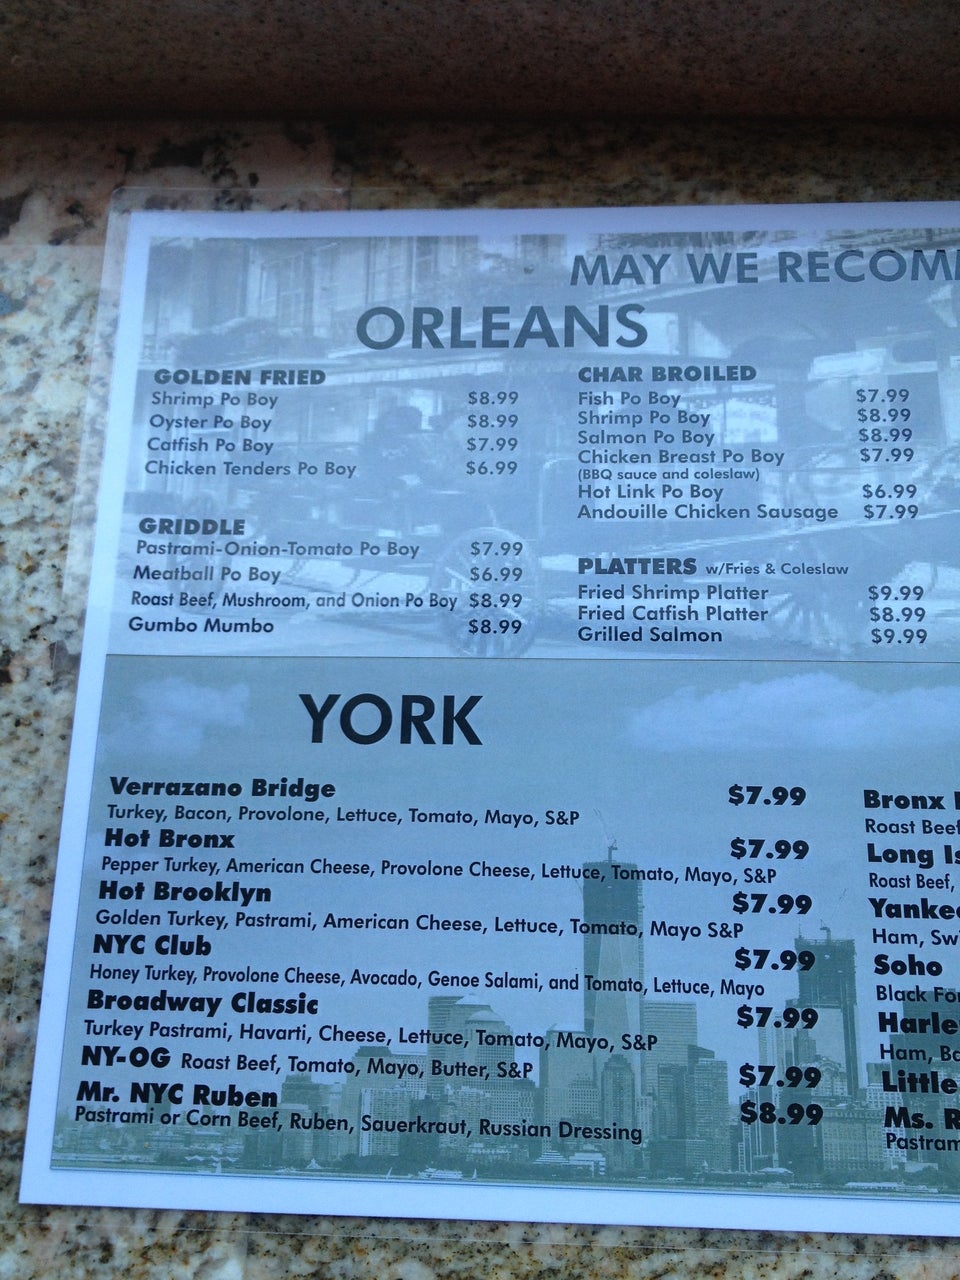 MAY WE RECOM
ORLEANS
GOLDEN FRIED
Shrimp Po Boy $8.99
Oyster Po Boy $8.99
Catfish Po Boy $7.99
Chicken Tenders Po Boy $6.99
GRIDDLE
Pastrami-Onion-Tomato Po Boy $7.99
Meatball Po Boy $6.99
Roast Beef, Mushroom, and Onion Po Boy $8.99
Gumbo Mumbo $8.99
CHAR BROILED
Fish Po Boy $7.99
Shrimp Po Boy $8.99
Salmon Po Boy $8.99
Chicken Breast Po Boy $7.99
(BBQ sauce and coleslaw)
Hot Link Po Boy $6.99
Andouille Chicken Sausage $7.99
PLATTERS w/Fries & Coleslaw
Fried Shrimp Platter $9.99
Fried Catfish Platter $8.99
Grilled Salmon $9.99
YORK
Verrazano Bridge $7.99
Turkey, Bacon, Provolone, Lettuce, Tomato, Mayo, S&P
Hot Bronx $7.99
Pepper Turkey, American Cheese, Provolone Cheese, Lettuce, Tomato, Mayo, S&P
Hot Brooklyn $7.99
Golden Turkey, Pastrami, American Cheese, Lettuce, Tomato, Mayo S&P
NYC Club $7.99
Honey Turkey, Provolone Cheese, Avocado, Genoe Salami, and Tomato, Lettuce, Mayo
Broadway Classic $7.99
Turkey Pastrami, Havarti, Cheese, Lettuce, Tomato, Mayo, S&P
NY-OG Roast Beef, Tomato, Mayo, Butter, S&P $7.99
Mr. NYC Ruben $8.99
Pastrami or Corn Beef, Ruben, Sauerkraut, Russian Dressing
Bronx
Roast Beef
Long Is
Roast Beef,
Yankee
Ham, Swi
Soho
Black Fo
Harle
Ham, Ba
Little
Ms. R
Pastram